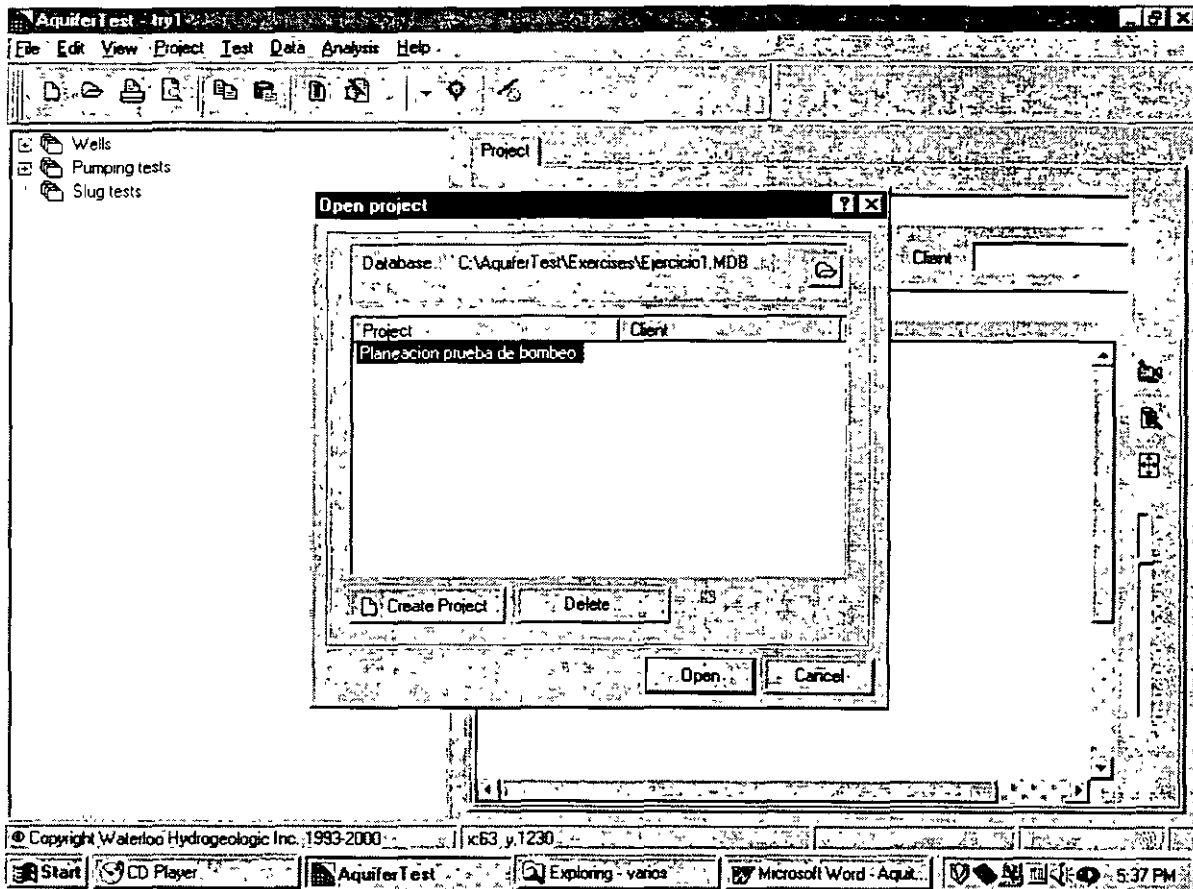 AquiferTest - try1
File Edit View Project Test Data Analysis Help
Wells
Pumping tests
Slug tests
Project
Open project
Database.. C:\AquiferTest\Exercises\Ejercicio1.MDB
Client
Project Client
Planeacion prueba de bombeo
Create Project Delete
Open Cancel
© Copyright Waterloo Hydrogeologic Inc. 1993-2000 x:63 y:1230
Start CD Player AquiferTest Exploring - varios Microsoft Word - Aquit... 5:37 PM